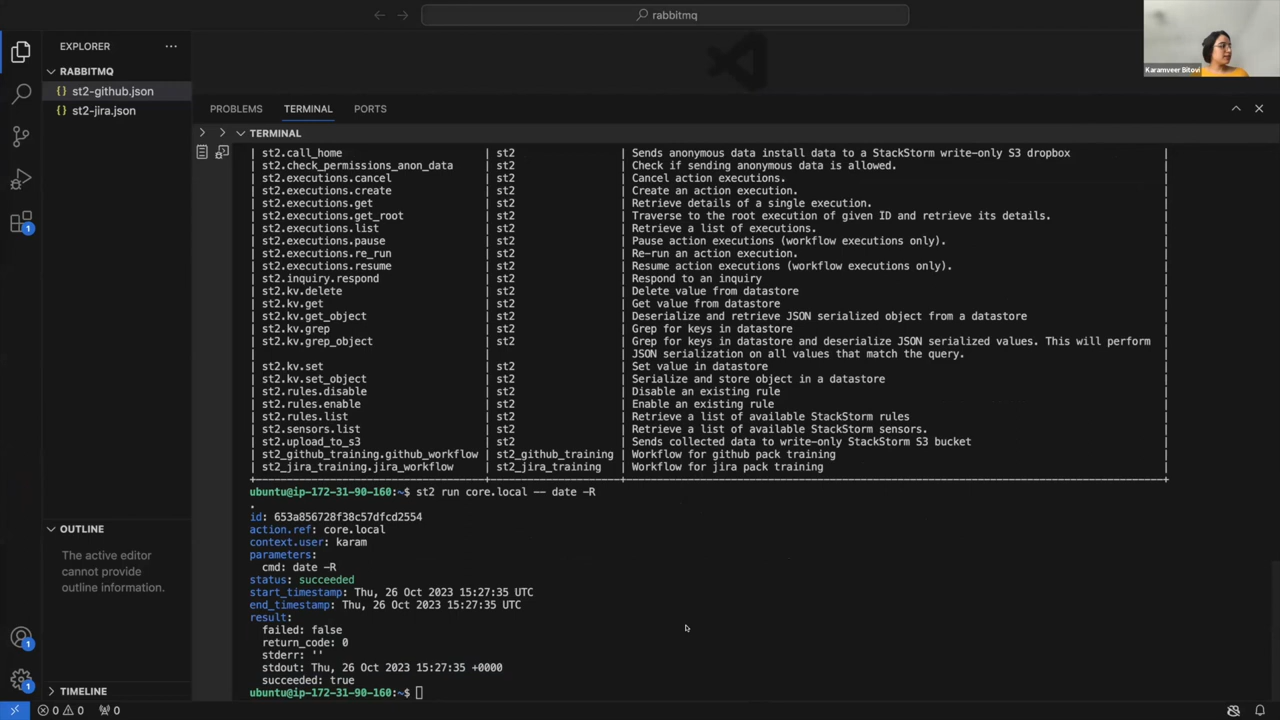 rabbitmq
Karamveer Bitovi
EXPLORER
RABBITMQ
{} st2-github.json
{} st2-jira.json
PROBLEMS TERMINAL PORTS
TERMINAL
| st2.call_home | st2 | Sends anonymous data install data to a StackStorm write-only S3 dropbox |
| st2.check_permissions_anon_data | st2 | Check if sending anonymous data is allowed. |
| st2.executions.cancel | st2 | Cancel action executions. |
| st2.executions.create | st2 | Create an action execution. |
| st2.executions.get | st2 | Retrieve details of a single execution. |
| st2.executions.get_root | st2 | Traverse to the root execution of given ID and retrieve its details. |
| st2.executions.list | st2 | Retrieve a list of executions. |
| st2.executions.pause | st2 | Pause action executions (workflow executions only). |
| st2.executions.re_run | st2 | Re-run an action execution. |
| st2.executions.resume | st2 | Resume action executions (workflow executions only). |
| st2.inquiry.respond | st2 | Respond to an inquiry |
| st2.kv.delete | st2 | Delete value from datastore |
| st2.kv.get | st2 | Get value from datastore |
| st2.kv.get_object | st2 | Deserialize and retrieve JSON serialized object from a datastore |
| st2.kv.grep | st2 | Grep for keys in datastore |
| st2.kv.grep_object | st2 | Grep for keys in datastore and deserialize JSON serialized values. This will perform |
| | | JSON serialization on all values that match the query. |
| st2.kv.set | st2 | Set value in datastore |
| st2.kv.set_object | st2 | Serialize and store object in a datastore |
| st2.rules.disable | st2 | Disable an existing rule |
| st2.rules.enable | st2 | Enable an existing rule |
| st2.rules.list | st2 | Retrieve a list of available StackStorm rules |
| st2.sensors.list | st2 | Retrieve a list of available StackStorm sensors. |
| st2.upload_to_s3 | st2 | Sends collected data to write-only StackStorm S3 bucket |
| st2_github_training.github_workflow | st2_github_training | Workflow for github pack training |
| st2_jira_training.jira_workflow | st2_jira_training | Workflow for jira pack training |
ubuntu@ip-172-31-90-160:~$ st2 run core.local -- date -R
.
id: 653a856728f38c57dfcd2554
action.ref: core.local
context.user: karam
parameters:
cmd: date -R
status: succeeded
start_timestamp: Thu, 26 Oct 2023 15:27:35 UTC
end_timestamp: Thu, 26 Oct 2023 15:27:35 UTC
result:
failed: false
return_code: 0
stderr: ''
stdout: Thu, 26 Oct 2023 15:27:35 +0000
succeeded: true
ubuntu@ip-172-31-90-160:~$
OUTLINE
The active editor
cannot provide
outline information.
TIMELINE
1
1
1
0 0 0